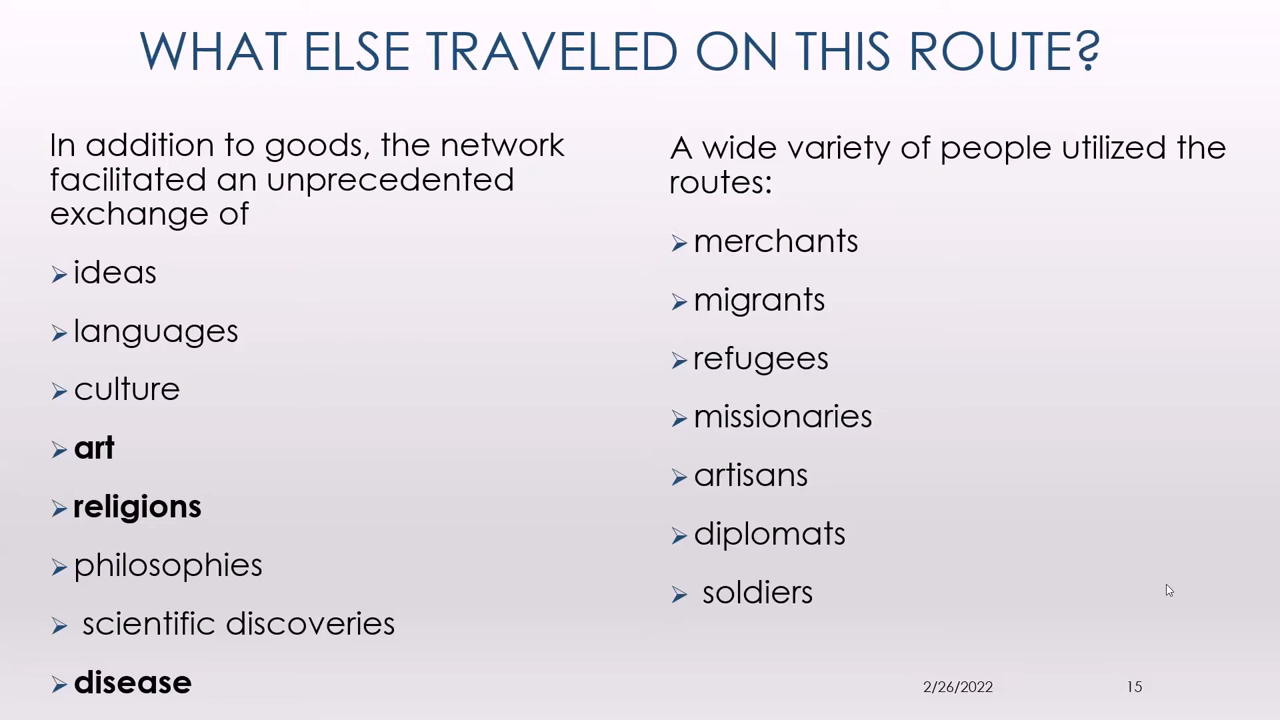 WHAT ELSE TRAVELED ON THIS ROUTE?
In addition to goods, the network
facilitated an unprecedented
exchange of
➢ideas
➢languages
➢culture
➢art
➢religions
➢philosophies
➢ scientific discoveries
➢disease
A wide variety of people utilized the
routes:
➢merchants
➢migrants
➢refugees
➢missionaries
➢artisans
➢diplomats
➢ soldiers
2/26/2022
15